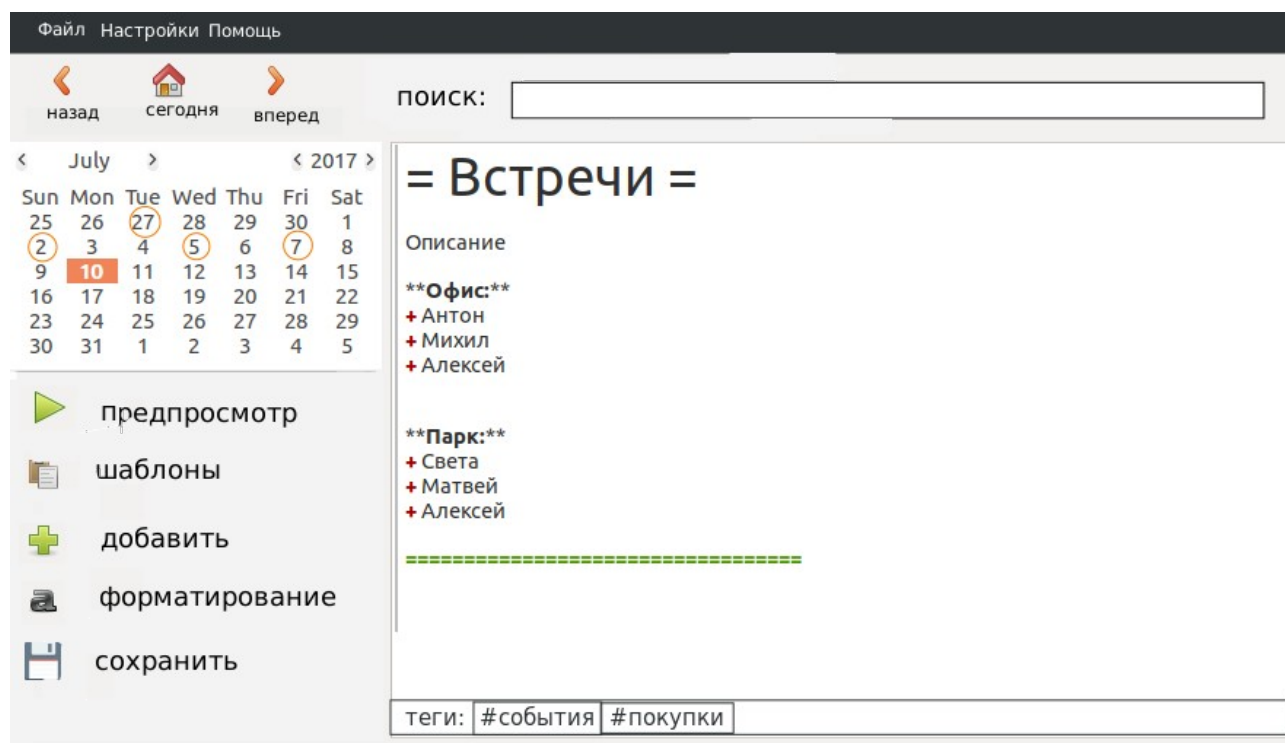 Файл Настройки Помощь
назад сегодня вперед
поиск:
< July > < 2017 >
Sun Mon Tue Wed Thu Fri Sat
25 26 27 28 29 30 1
2 3 4 5 6 7 8
9 10 11 12 13 14 15
16 17 18 19 20 21 22
23 24 25 26 27 28 29
30 31 1 2 3 4 5
предпросмотр
шаблоны
добавить
форматирование
сохранить
= Встречи =
Описание
**Офис:**
+ Антон
+ Михил
+ Алексей
**Парк:**
+ Света
+ Матвей
+ Алексей
=================================
теги: #события #покупки